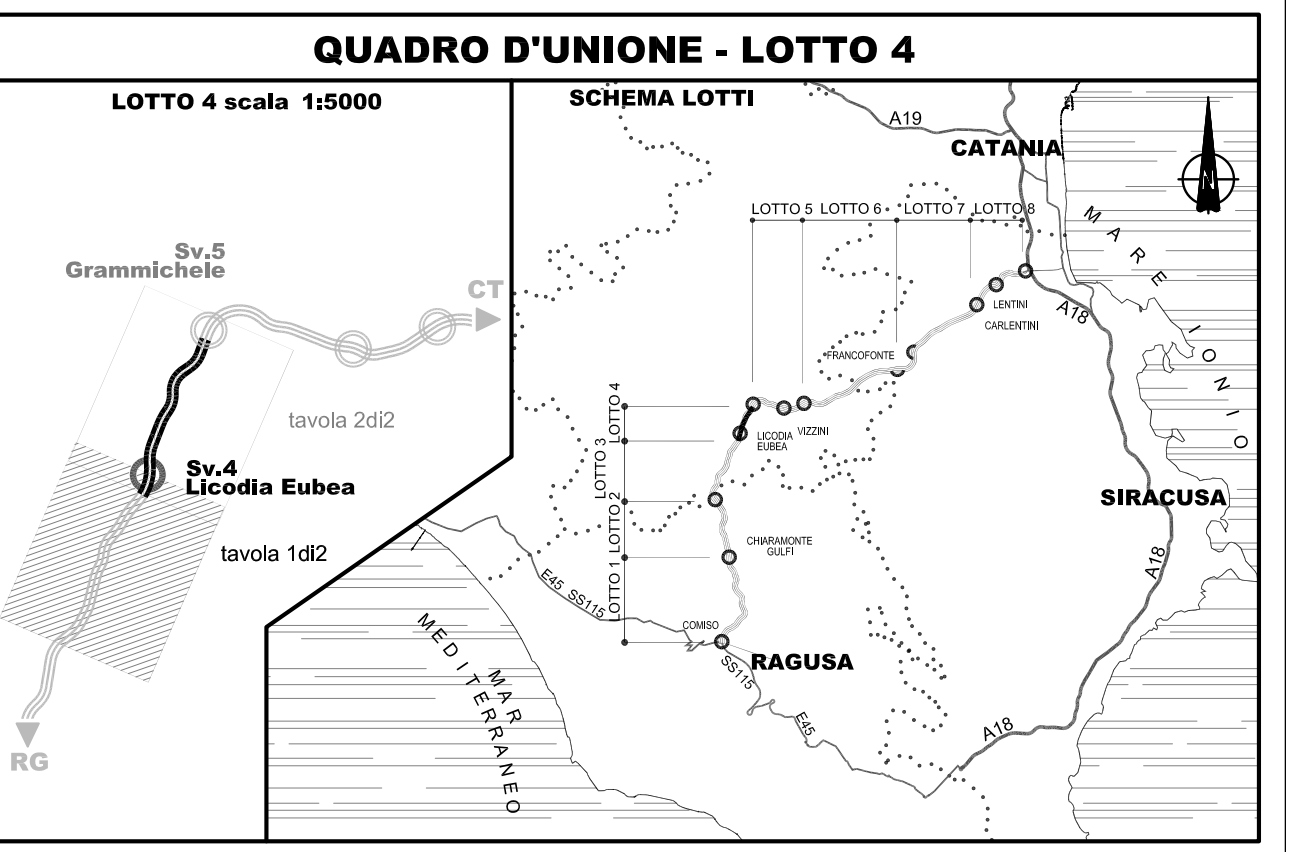 QUADRO D'UNIONE - LOTTO 4
LOTTO 4 scala 1:5000
Sv.5
Grammichele
CT
tavola 2di2
Sv.4
Licodia Eubea
tavola 1di2
RG
SCHEMA LOTTI
A19
CATANIA
N
LOTTO 5
LOTTO 6
LOTTO 7
LOTTO 8
MARE IONIO
LENTINI
CARLENTINI
A18
FRANCOFONTE
LOTTO 4
LOTTO 3
LOTTO 2
LOTTO 1
LICODIA
EUBEA
VIZZINI
SIRACUSA
CHIARAMONTE
GULFI
A18
E45 SS115
COMISO
RAGUSA
SS115
E45
A18
MAR
MEDITERRANEO